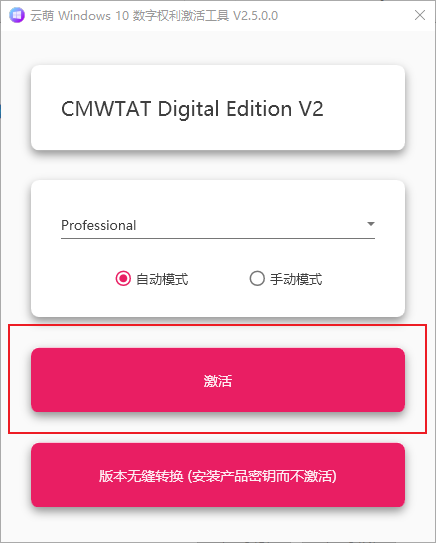 云萌 Windows 10 数字权利激活工具 V2.5.0.0
CMWTAT Digital Edition V2
Professional
自动模式 手动模式
激活
版本无缝转换 (安装产品密钥而不激活)